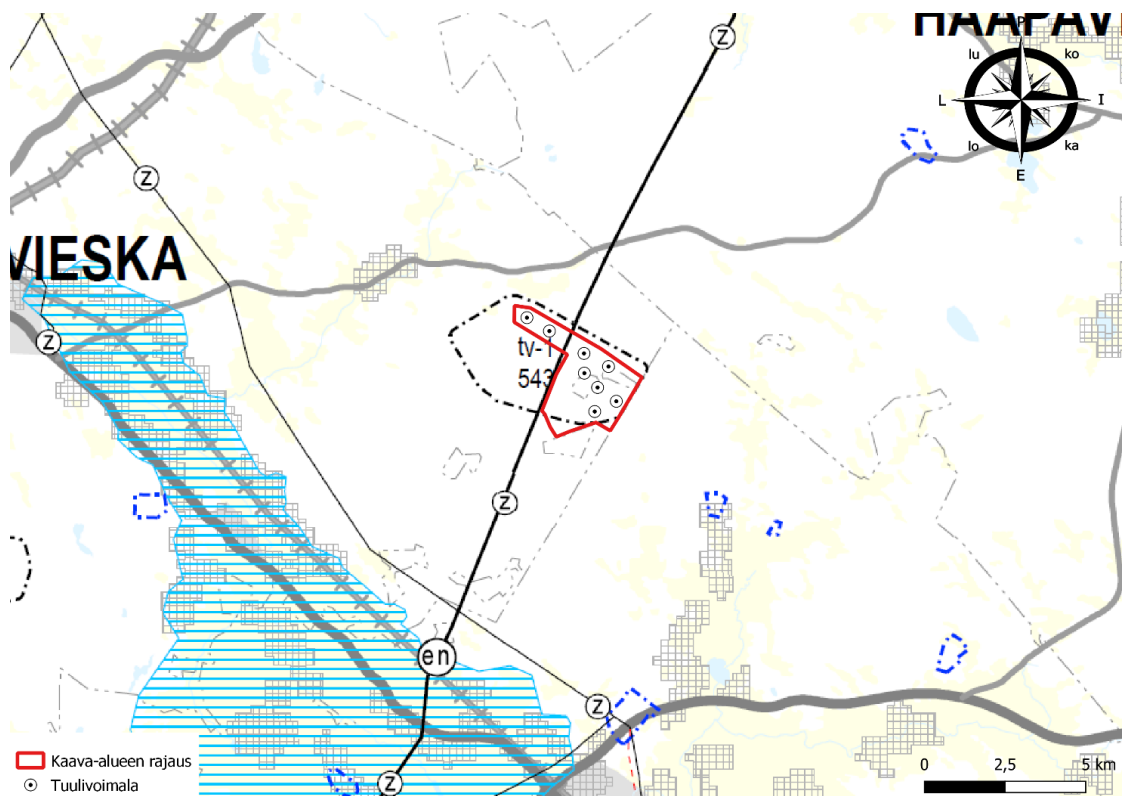 HAAPAV
P
lu
ko
L
I
lo
ka
E
z
z
VIESKA
z
tv-1
543
z
en
z
z
Kaava-alueen rajaus
Tuulivoimala
0 2,5 5 km